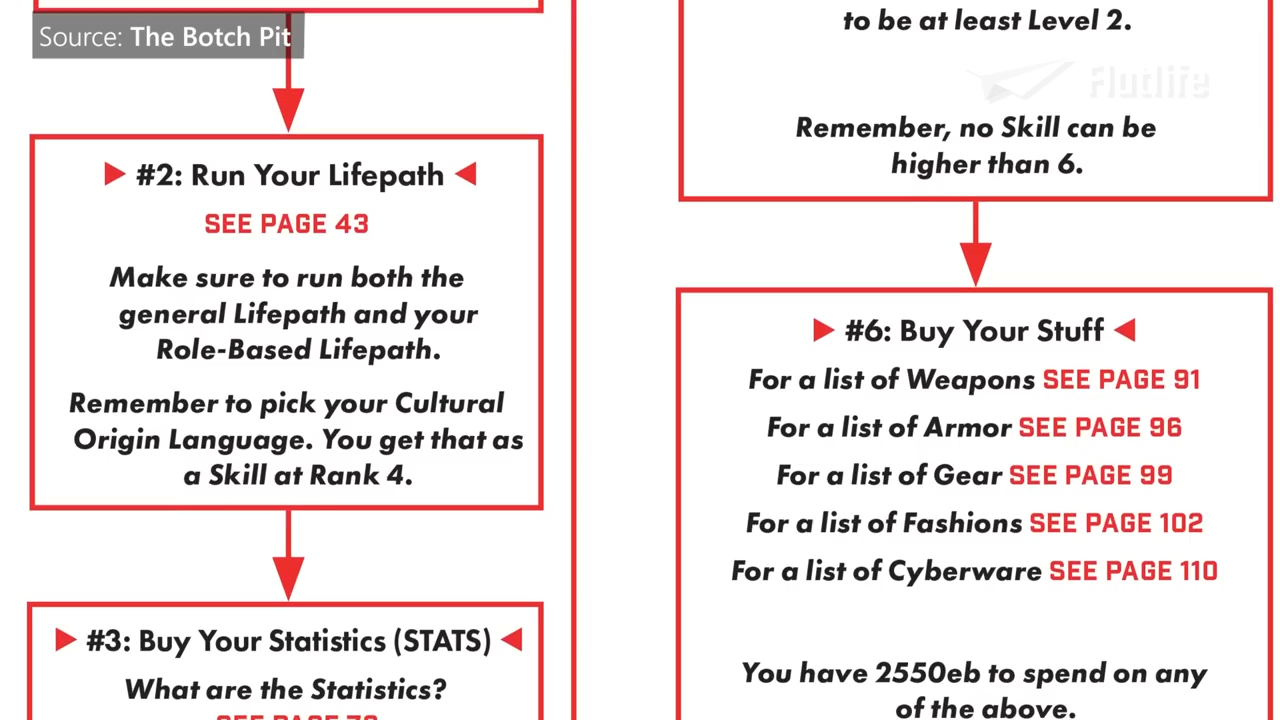 Source: The Botch Pit
#2: Run Your Lifepath
SEE PAGE 43
Make sure to run both the
general Lifepath and your
Role-Based Lifepath.
Remember to pick your Cultural
Origin Language. You get that as
a Skill at Rank 4.
#3: Buy Your Statistics (STATS)
What are the Statistics?
to be at least Level 2.
Flutlife
Remember, no Skill can be
higher than 6.
#6: Buy Your Stuff
For a list of Weapons SEE PAGE 91
For a list of Armor SEE PAGE 96
For a list of Gear SEE PAGE 99
For a list of Fashions SEE PAGE 102
For a list of Cyberware SEE PAGE 110
You have 2550eb to spend on any
of the above.